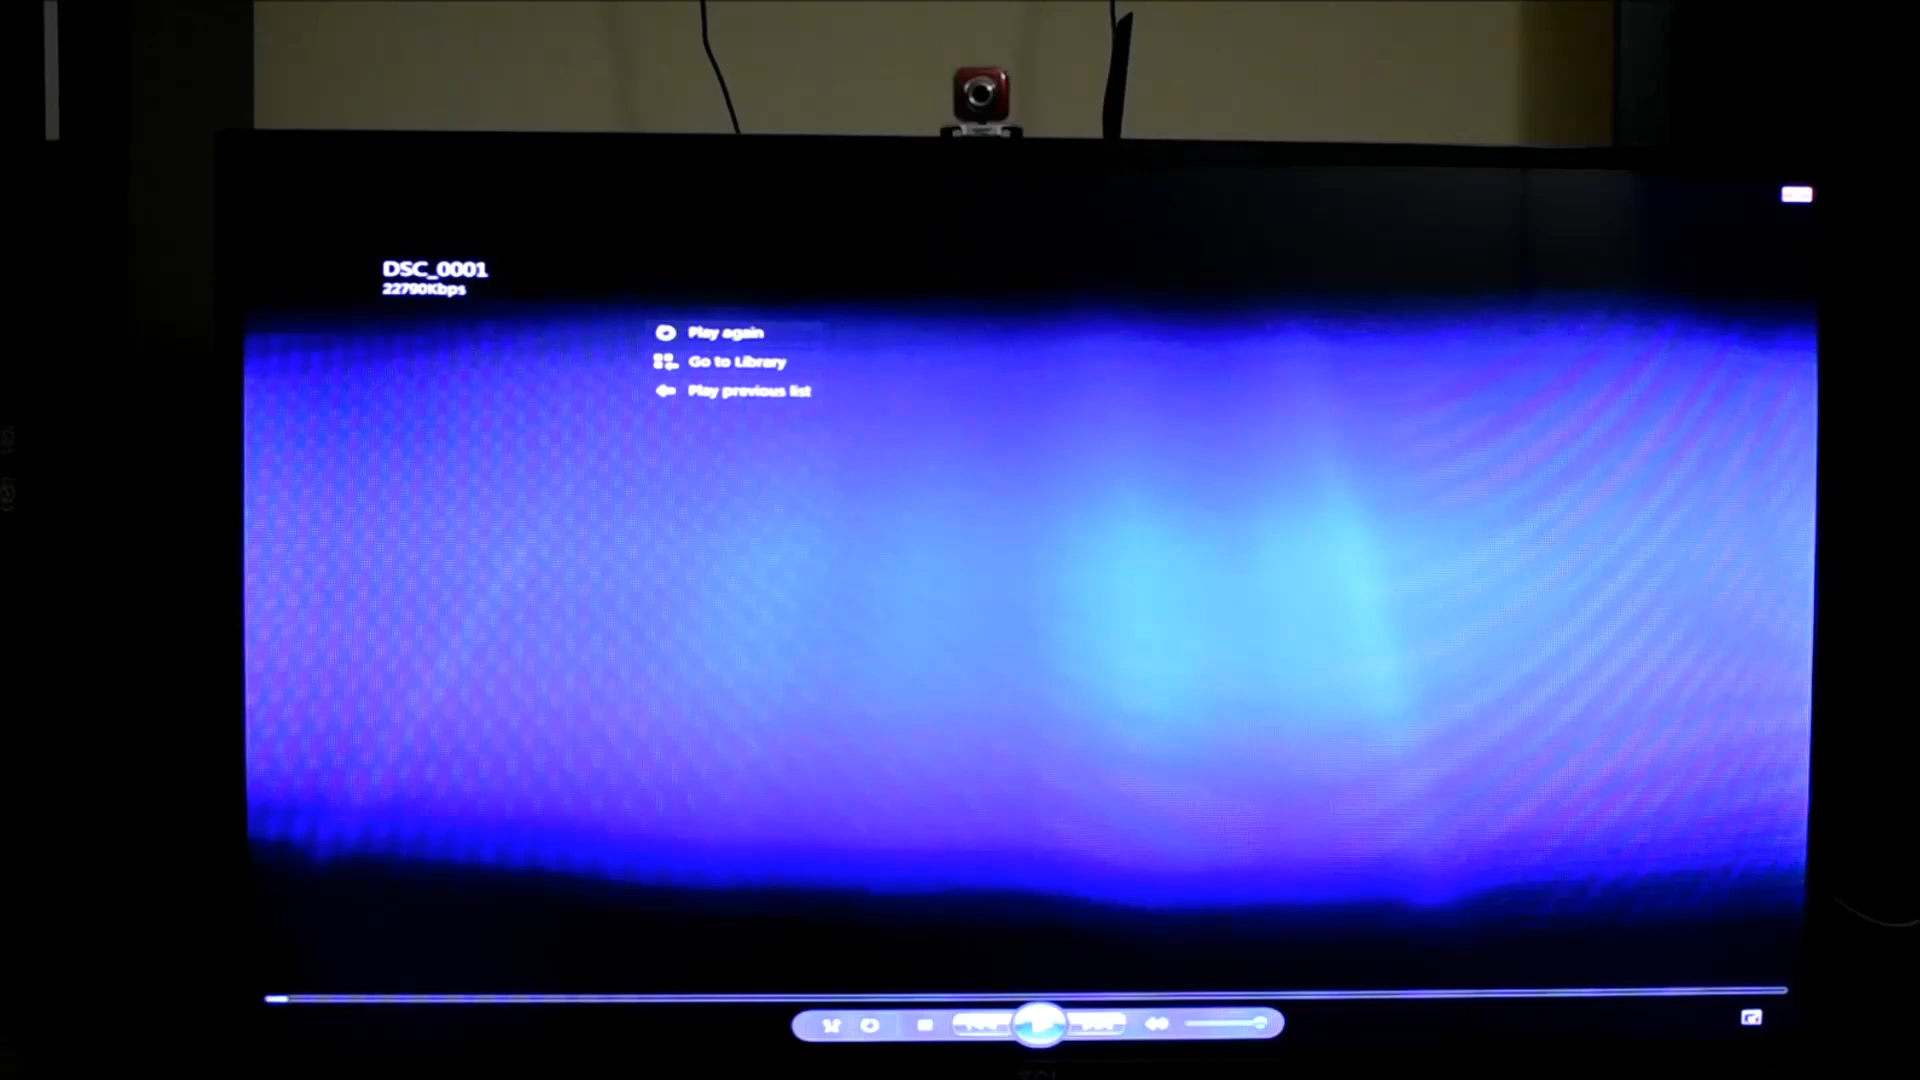 DSC_0001
22790Kbps
Play again
Go to Library
Play previous list